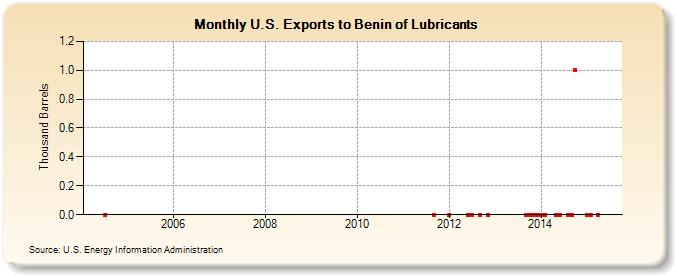 Monthly U.S. Exports to Benin of Lubricants
Thousand Barrels
1.2
1.0
0.8
0.6
0.4
0.2
0.0
2006 2008 2010 2012 2014
Source: U.S. Energy Information Administration